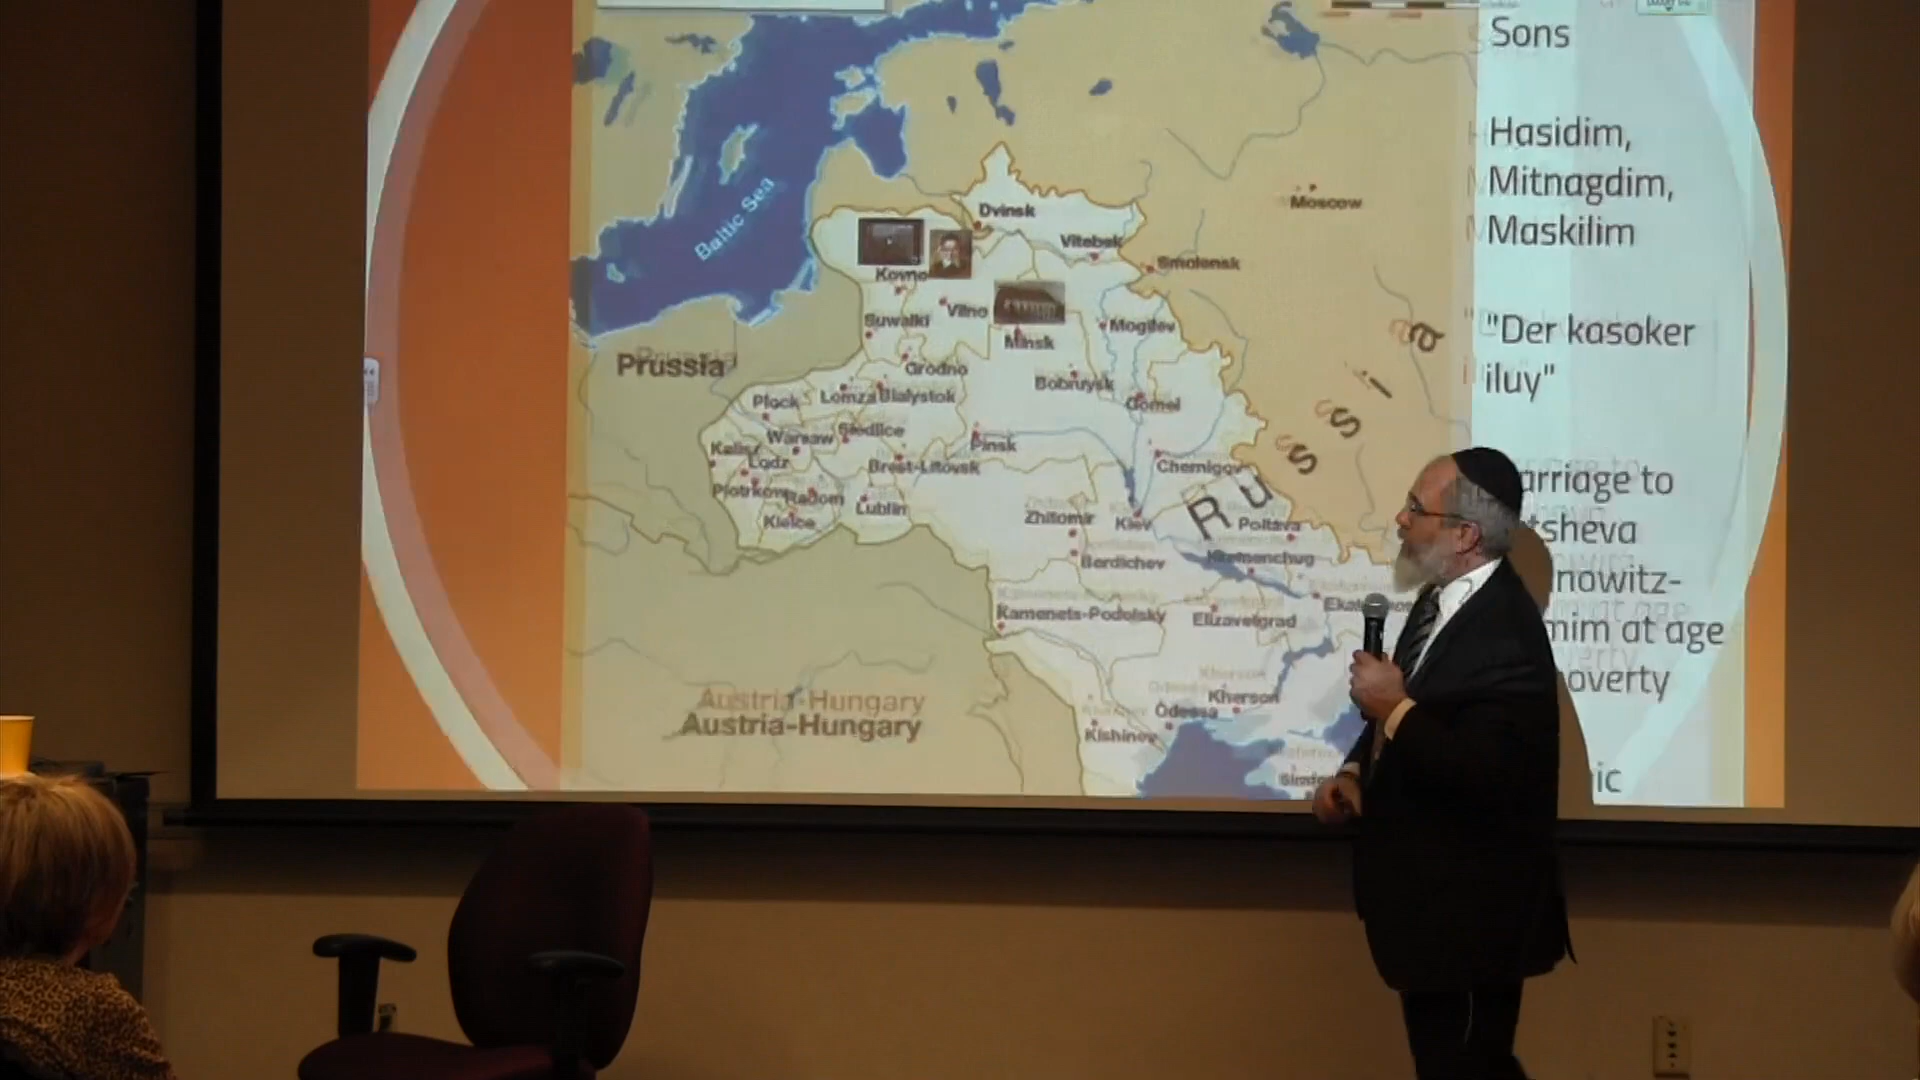 Sons
Hasidim,
Mitnagdim,
Maskilim
"Der kasoker
iluy"
arriage to
tsheva
nowitz-
mim at age
overty
ic
Baltic Sea
Moscow
Dvinsk
Vitebsk
Smolensk
Kovno
Vilno
Suwalki
Minsk
Mogilev
Prussia
Grodno
Bobruysk
Gomel
Plock
Lomza
Bialystok
Warsaw
Siedlice
Pinsk
Kalisz
Lodz
Brest-Litovsk
Chernigov
Piotrkow
Radom
Kielce
Lublin
Zhitomir
Kiev
Poltava
Russia
Berdichev
Kremenchug
Kamenets-Podolsky
Elizavetgrad
Ekat
Austria-Hungary
Austria-Hungary
Kherson
Kherson
Odessa
Kishinev